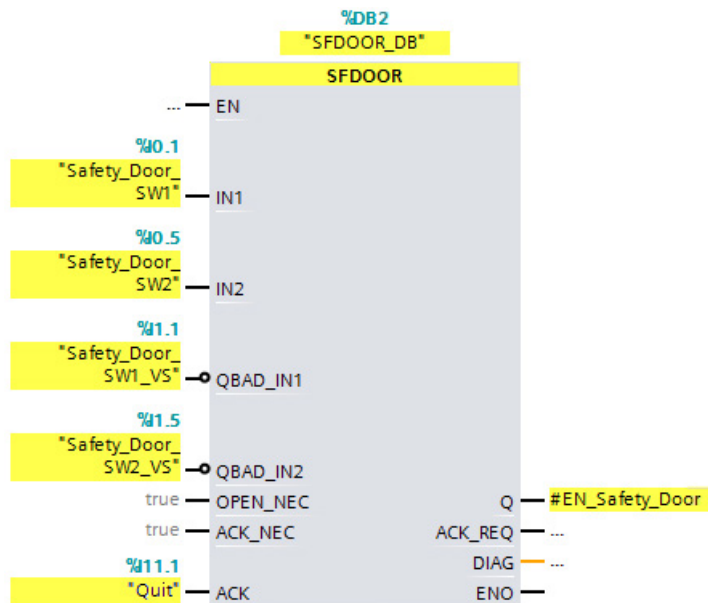 %DB2
"SFDOOR_DB"
SFDOOR
... EN
%I0.1
"Safety_Door_
SW1" IN1
%I0.5
"Safety_Door_
SW2" IN2
%I1.1
"Safety_Door_
SW1_VS" QBAD_IN1
%I1.5
"Safety_Door_
SW2_VS" QBAD_IN2
true OPEN_NEC Q #EN_Safety_Door
true ACK_NEC ACK_REQ ...
DIAG ...
%I11.1
"Quit" ACK ENO